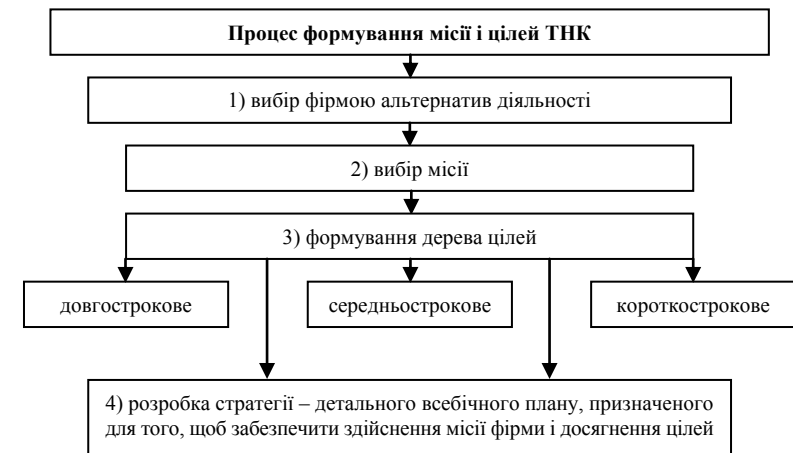 Процес формування місії і цілей ТНК
1) вибір фірмою альтернатив діяльності
2) вибір місії
3) формування дерева цілей
довгострокове
середньострокове
короткострокове
4) розробка стратегії – детального всебічного плану, призначеного
для того, щоб забезпечити здійснення місії фірми і досягнення цілей